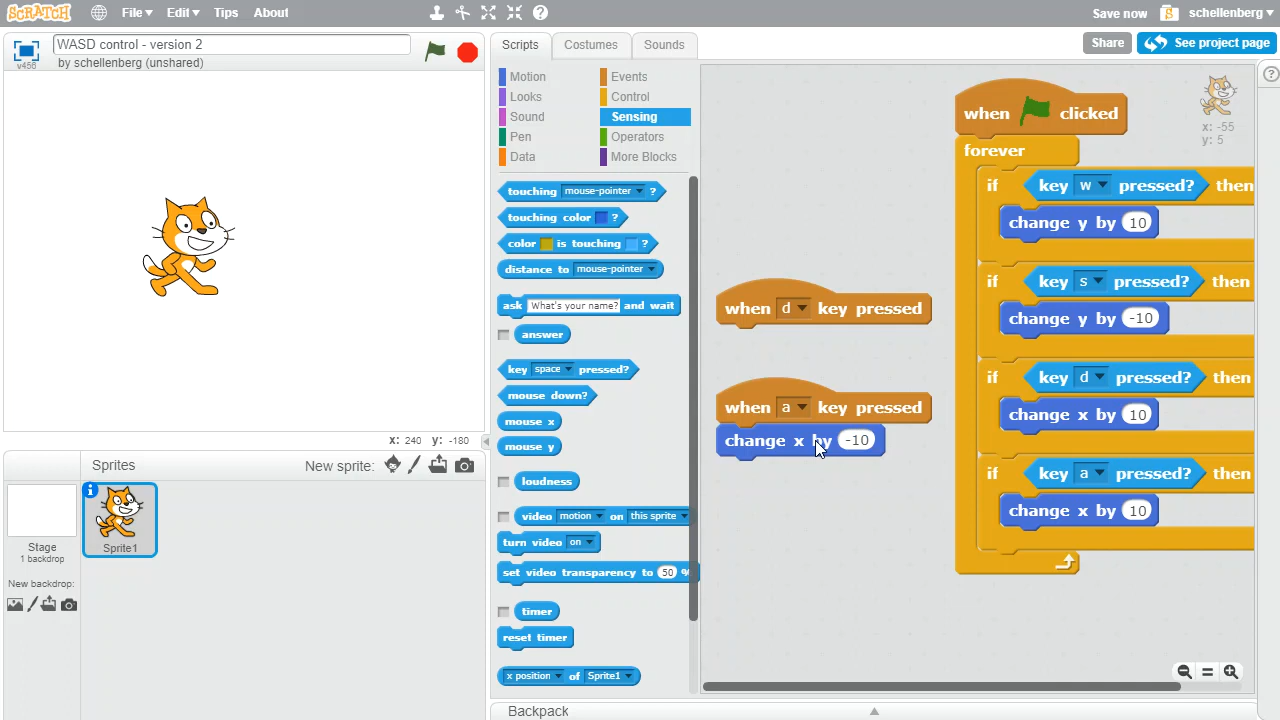 SCRATCH File Edit Tips About Save now schellenberg
WASD control - version 2
by schellenberg (unshared)
v456
Scripts Costumes Sounds Share See project page
Motion Events
Looks Control
Sound Sensing
Pen Operators
Data More Blocks
touching mouse-pointer ?
touching color ?
color is touching ?
distance to mouse-pointer
ask What's your name? and wait
answer
key space pressed?
mouse down?
mouse x
mouse y
loudness
video motion on this sprite
turn video on
set video transparency to 50 %
timer
reset timer
x position of Sprite1
when d key pressed
when a key pressed
change x by -10
when clicked
forever
if key w pressed? then
change y by 10
if key s pressed? then
change y by -10
if key d pressed? then
change x by 10
if key a pressed? then
change x by 10
x: -55
y: 5
x: 240 y: -180
Sprites New sprite:
Stage
1 backdrop
New backdrop:
Sprite1
Backpack